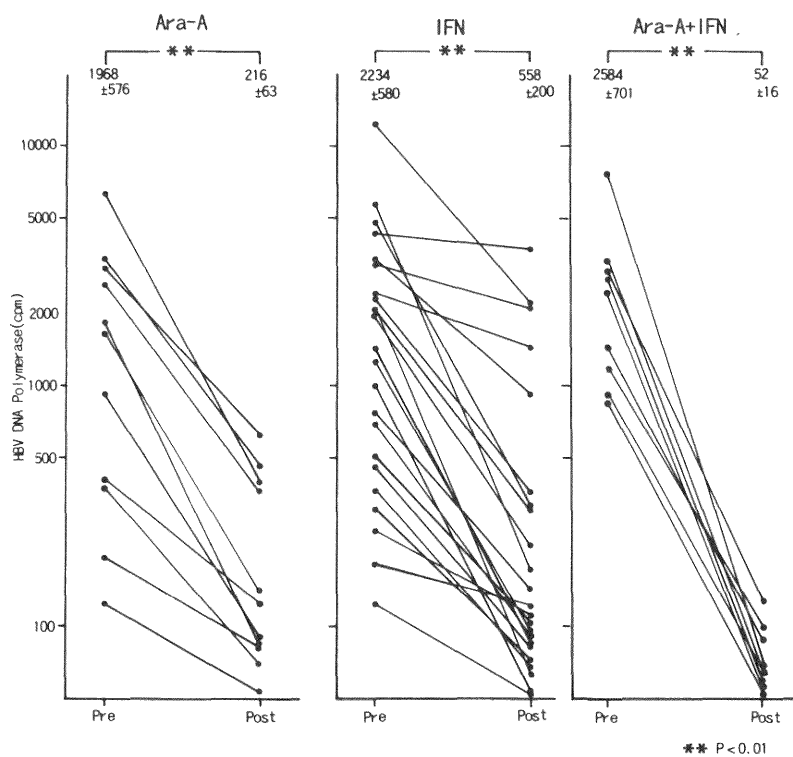 Ara-A IFN Ara-A+IFN
** ** **
1968 216 2234 558 2584 52
±576 ±63 ±580 ±200 ±701 ±16
10000
5000
2000
1000
500
100
HBV DNA Polymerase(cpm)
Pre Post Pre Post Pre Post
** P<0.01